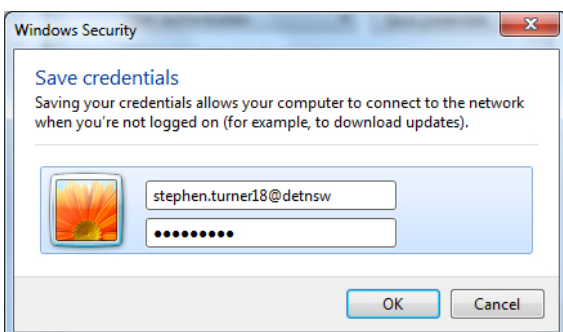 Windows Security
Save credentials
Saving your credentials allows your computer to connect to the network
when you're not logged on (for example, to download updates).
stephen.turner18@detnsw
●●●●●●●●●
OK
Cancel